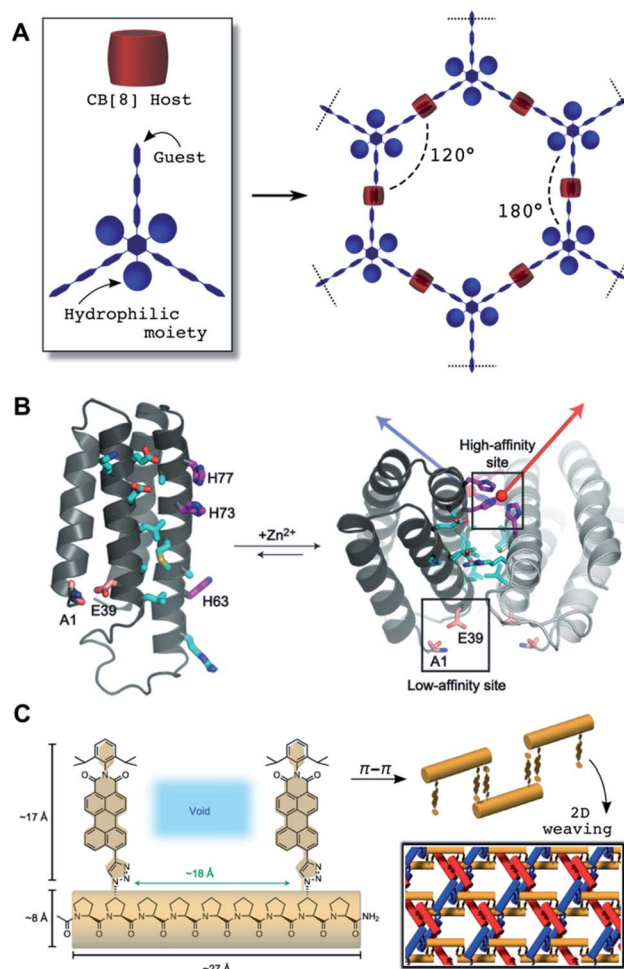 A
CB[8] Host
Guest
Hydrophilic
moiety
120°
180°
B
H77
H73
H63
E39
A1
+Zn²⁺
High-affinity
site
E39
A1
Low-affinity site
C
~17 Å
~8 Å
Void
~18 Å
N
O
O
N
N
N
N
O
O
N
N
N
O
N
O
N
O
N
O
N
O
N
O
N
O
N
O
N
O
NH₂
~27 Å
π–π
2D
weaving